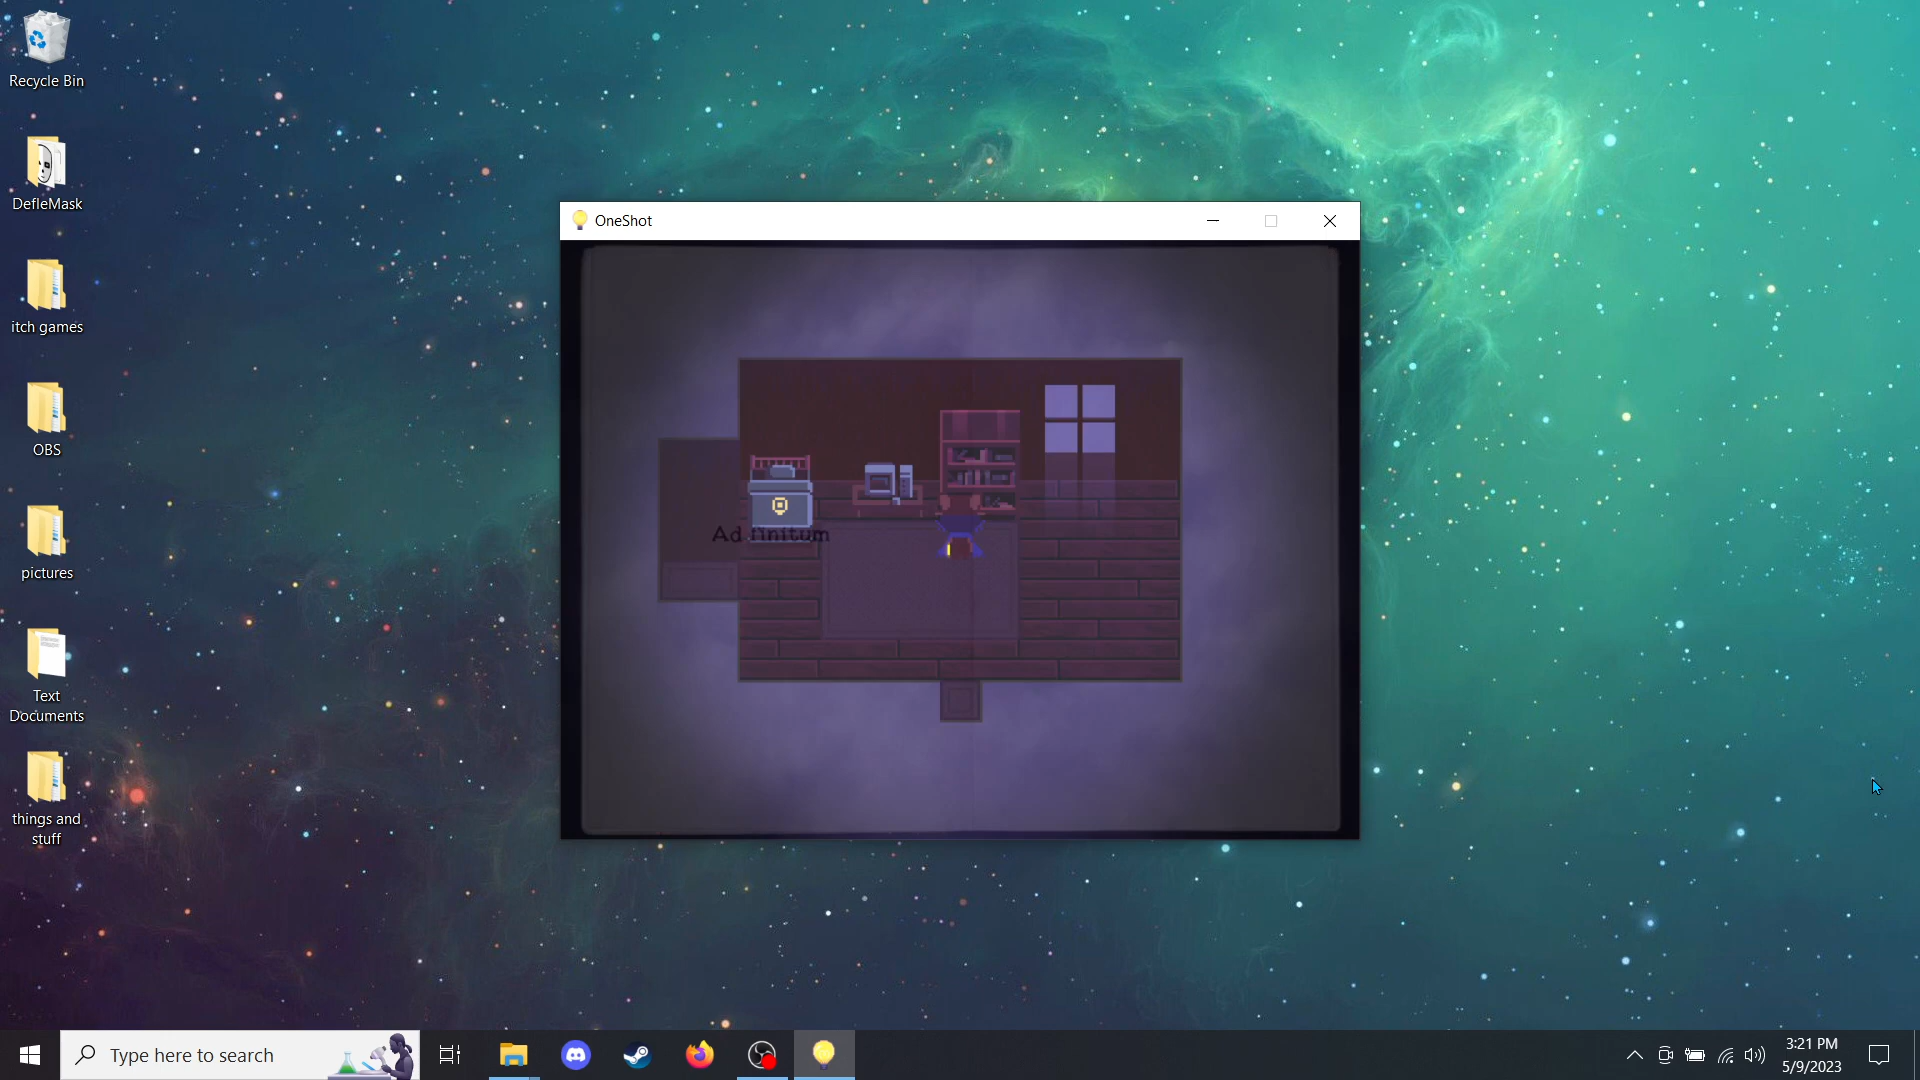 Recycle Bin
DefleMask
itch games
OBS
pictures
Text
Documents
things and
stuff
OneShot
Ad finitum
Type here to search
3:21 PM
5/9/2023